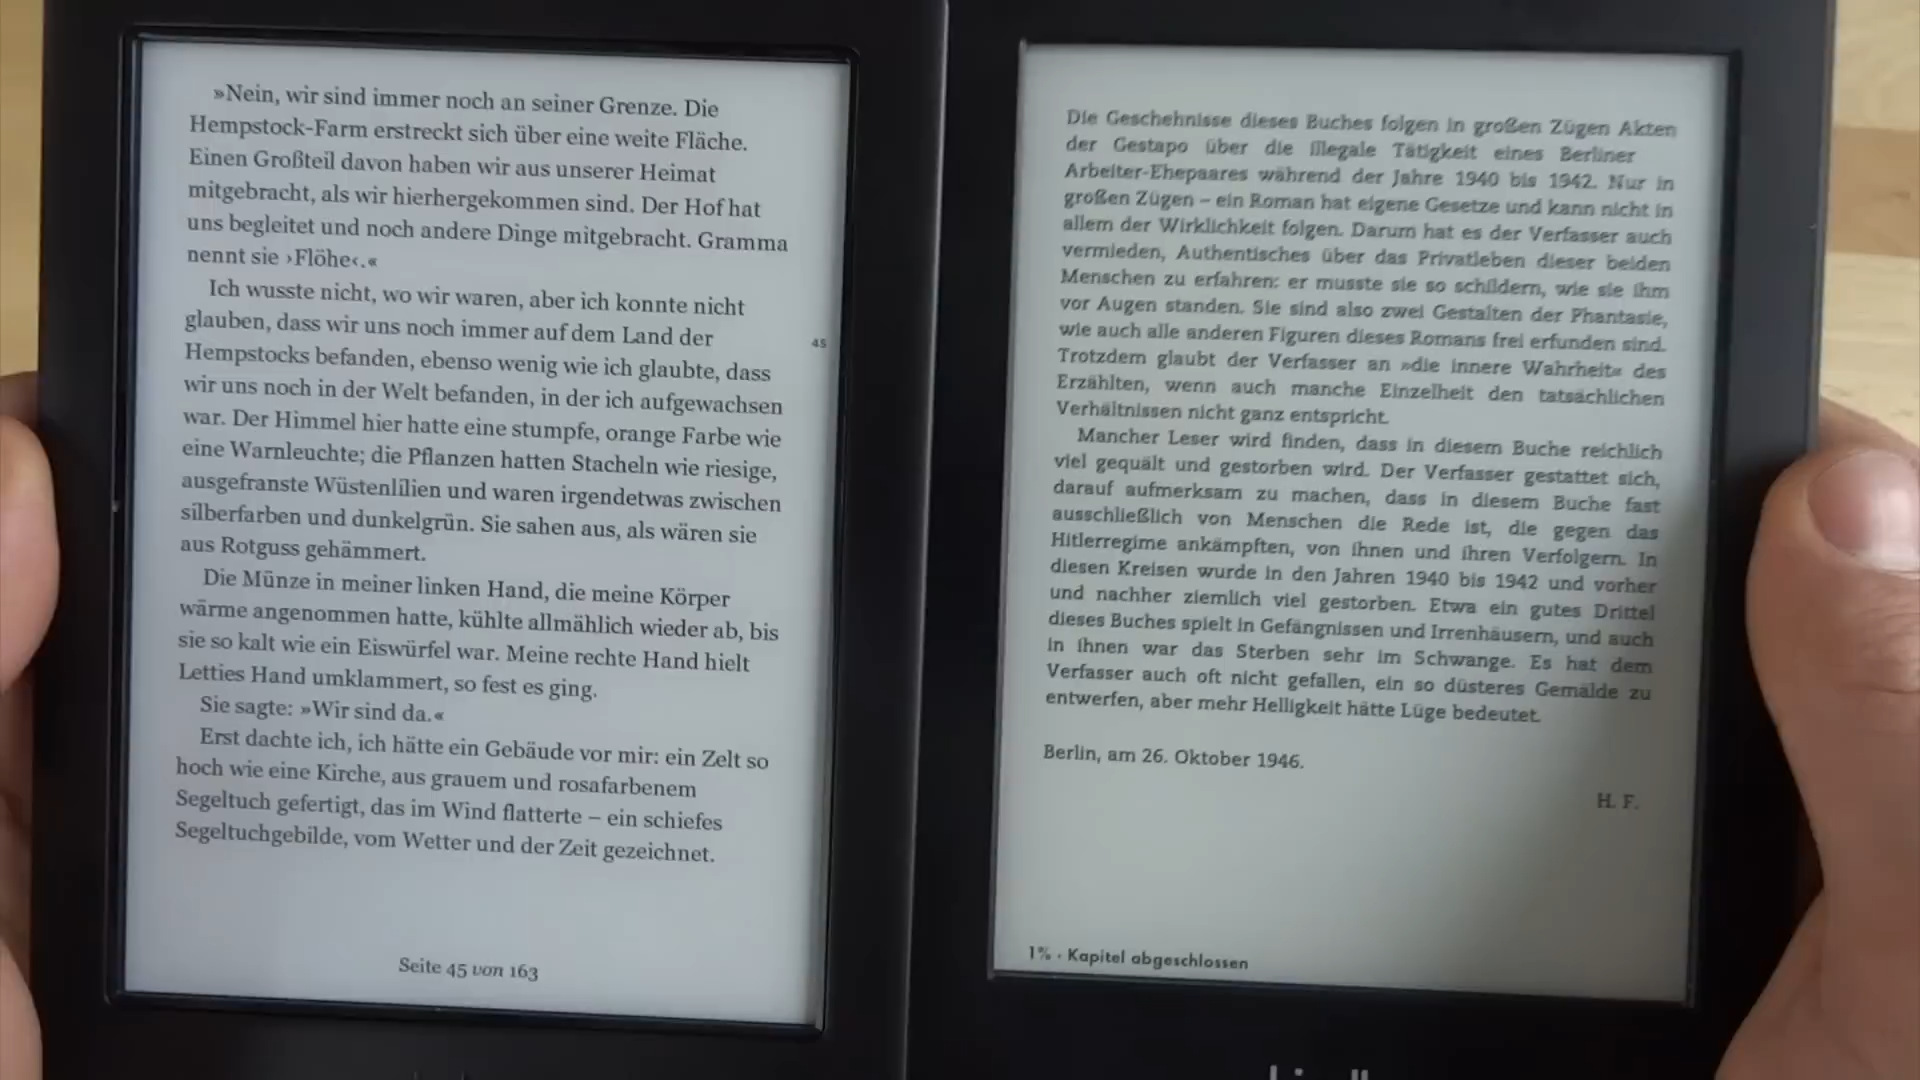 »Nein, wir sind immer noch an seiner Grenze. Die
Hempstock-Farm erstreckt sich über eine weite Fläche.
Einen Großteil davon haben wir aus unserer Heimat
mitgebracht, als wir hierhergekommen sind. Der Hof hat
uns begleitet und noch andere Dinge mitgebracht. Gramma
nennt sie ›Flöhe‹.«
Ich wusste nicht, wo wir waren, aber ich konnte nicht
glauben, dass wir uns noch immer auf dem Land der
45
Hempstocks befanden, ebenso wenig wie ich glaubte, dass
wir uns noch in der Welt befanden, in der ich aufgewachsen
war. Der Himmel hier hatte eine stumpfe, orange Farbe wie
eine Warnleuchte; die Pflanzen hatten Stacheln wie riesige,
ausgefranste Wüstenlilien und waren irgendetwas zwischen
silberfarben und dunkelgrün. Sie sahen aus, als wären sie
aus Rotguss gehämmert.
Die Münze in meiner linken Hand, die meine Körper
wärme angenommen hatte, kühlte allmählich wieder ab, bis
sie so kalt wie ein Eiswürfel war. Meine rechte Hand hielt
Letties Hand umklammert, so fest es ging.
Sie sagte: »Wir sind da.«
Erst dachte ich, ich hätte ein Gebäude vor mir: ein Zelt so
hoch wie eine Kirche, aus grauem und rosafarbenem
Segeltuch gefertigt, das im Wind flatterte – ein schiefes
Segeltuchgebilde, vom Wetter und der Zeit gezeichnet.
Seite 45 von 163
Die Geschehnisse dieses Buches folgen in großen Zügen Akten
der Gestapo über die illegale Tätigkeit eines Berliner
Arbeiter-Ehepaares während der Jahre 1940 bis 1942. Nur in
großen Zügen – ein Roman hat eigene Gesetze und kann nicht in
allem der Wirklichkeit folgen. Darum hat es der Verfasser auch
vermieden, Authentisches über das Privatleben dieser beiden
Menschen zu erfahren: er musste sie so schildern, wie sie ihm
vor Augen standen. Sie sind also zwei Gestalten der Phantasie,
wie auch alle anderen Figuren dieses Romans frei erfunden sind.
Trotzdem glaubt der Verfasser an »die innere Wahrheit« des
Erzählten, wenn auch manche Einzelheit den tatsächlichen
Verhältnissen nicht ganz entspricht.
Mancher Leser wird finden, dass in diesem Buche reichlich
viel gequält und gestorben wird. Der Verfasser gestattet sich,
darauf aufmerksam zu machen, dass in diesem Buche fast
ausschließlich von Menschen die Rede ist, die gegen das
Hitlerregime ankämpften, von ihnen und ihren Verfolgern. In
diesen Kreisen wurde in den Jahren 1940 bis 1942 und vorher
und nachher ziemlich viel gestorben. Etwa ein gutes Drittel
dieses Buches spielt in Gefängnissen und Irrenhäusern, und auch
in ihnen war das Sterben sehr im Schwange. Es hat dem
Verfasser auch oft nicht gefallen, ein so düsteres Gemälde zu
entwerfen, aber mehr Helligkeit hätte Lüge bedeutet.
Berlin, am 26. Oktober 1946.
H. F.
1% · Kapitel abgeschlossen